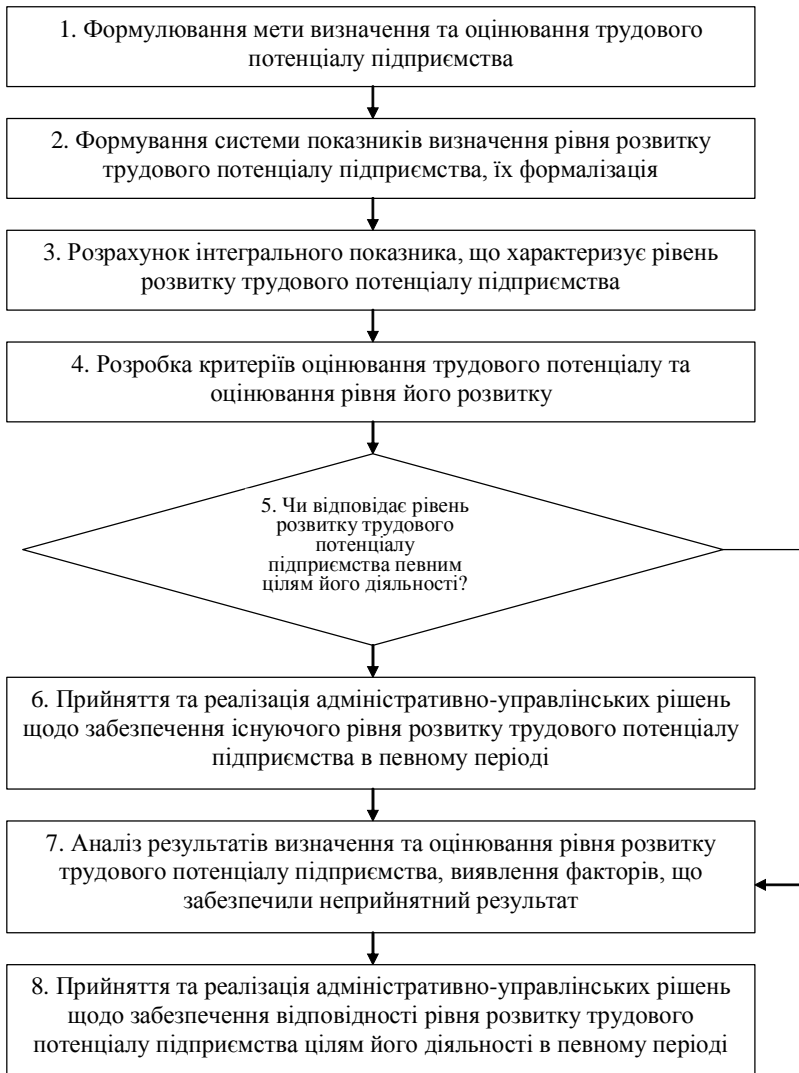 1. Формулювання мети визначення та оцінювання трудового
потенціалу підприємства
2. Формування системи показників визначення рівня розвитку
трудового потенціалу підприємства, їх формалізація
3. Розрахунок інтегрального показника, що характеризує рівень
розвитку трудового потенціалу підприємства
4. Розробка критеріїв оцінювання трудового потенціалу та
оцінювання рівня його розвитку
5. Чи відповідає рівень
розвитку трудового
потенціалу
підприємства певним
цілям його діяльності?
6. Прийняття та реалізація адміністративно-управлінських рішень
щодо забезпечення існуючого рівня розвитку трудового потенціалу
підприємства в певному періоді
7. Аналіз результатів визначення та оцінювання рівня розвитку
трудового потенціалу підприємства, виявлення факторів, що
забезпечили неприйнятний результат
8. Прийняття та реалізація адміністративно-управлінських рішень
щодо забезпечення відповідності рівня розвитку трудового
потенціалу підприємства цілям його діяльності в певному періоді